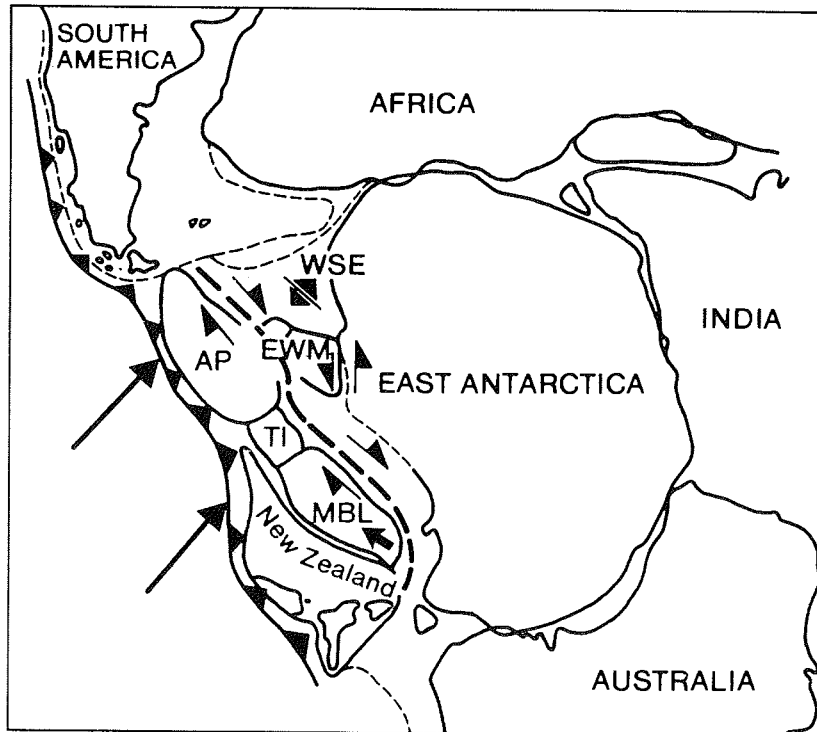 SOUTH
AMERICA
AFRICA
WSE
INDIA
AP
EWM
EAST ANTARCTICA
TI
MBL
New Zealand
AUSTRALIA